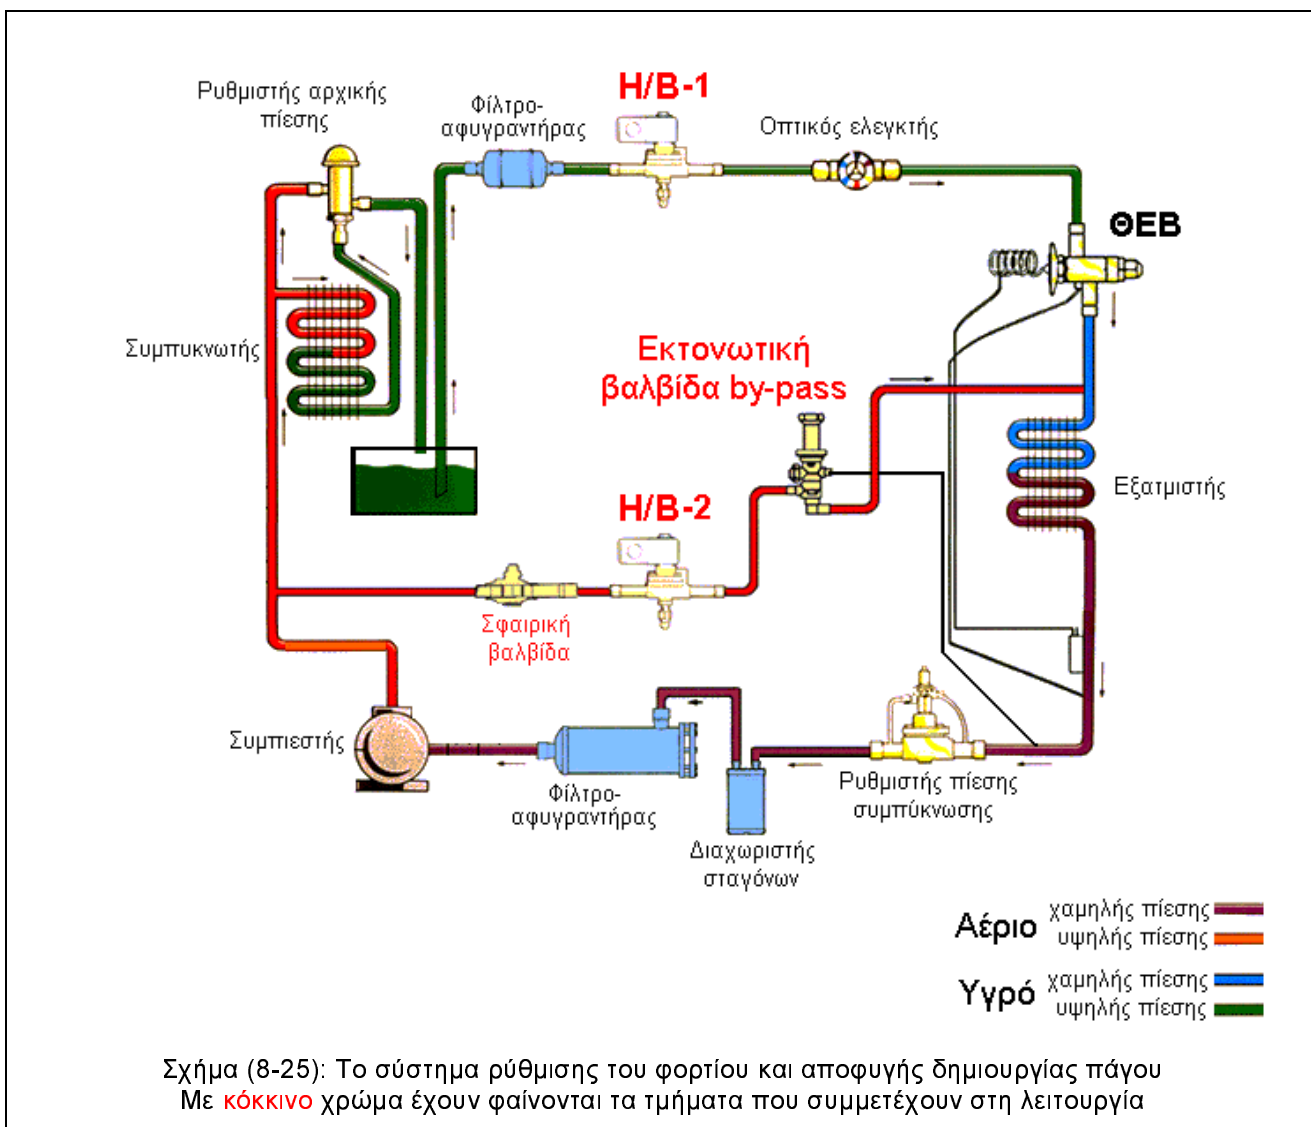 Ρυθμιστής αρχικής
πίεσης
Φίλτρο-
αφυγραντήρας
Η/Β-1
Οπτικός ελεγκτής
ΘΕΒ
Συμπυκνωτής
Εκτονωτική
βαλβίδα by-pass
Εξατμιστής
Η/Β-2
Σφαιρική
βαλβίδα
Συμπιεστής
Φίλτρο-
αφυγραντήρας
Διαχωριστής
σταγόνων
Ρυθμιστής πίεσης
συμπύκνωσης
Αέριο
χαμηλής πίεσης
υψηλής πίεσης
Υγρό
χαμηλής πίεσης
υψηλής πίεσης
Σχήμα (8-25): Το σύστημα ρύθμισης του φορτίου και αποφυγής δημιουργίας πάγου
Με κόκκινο χρώμα έχουν φαίνονται τα τμήματα που συμμετέχουν στη λειτουργία